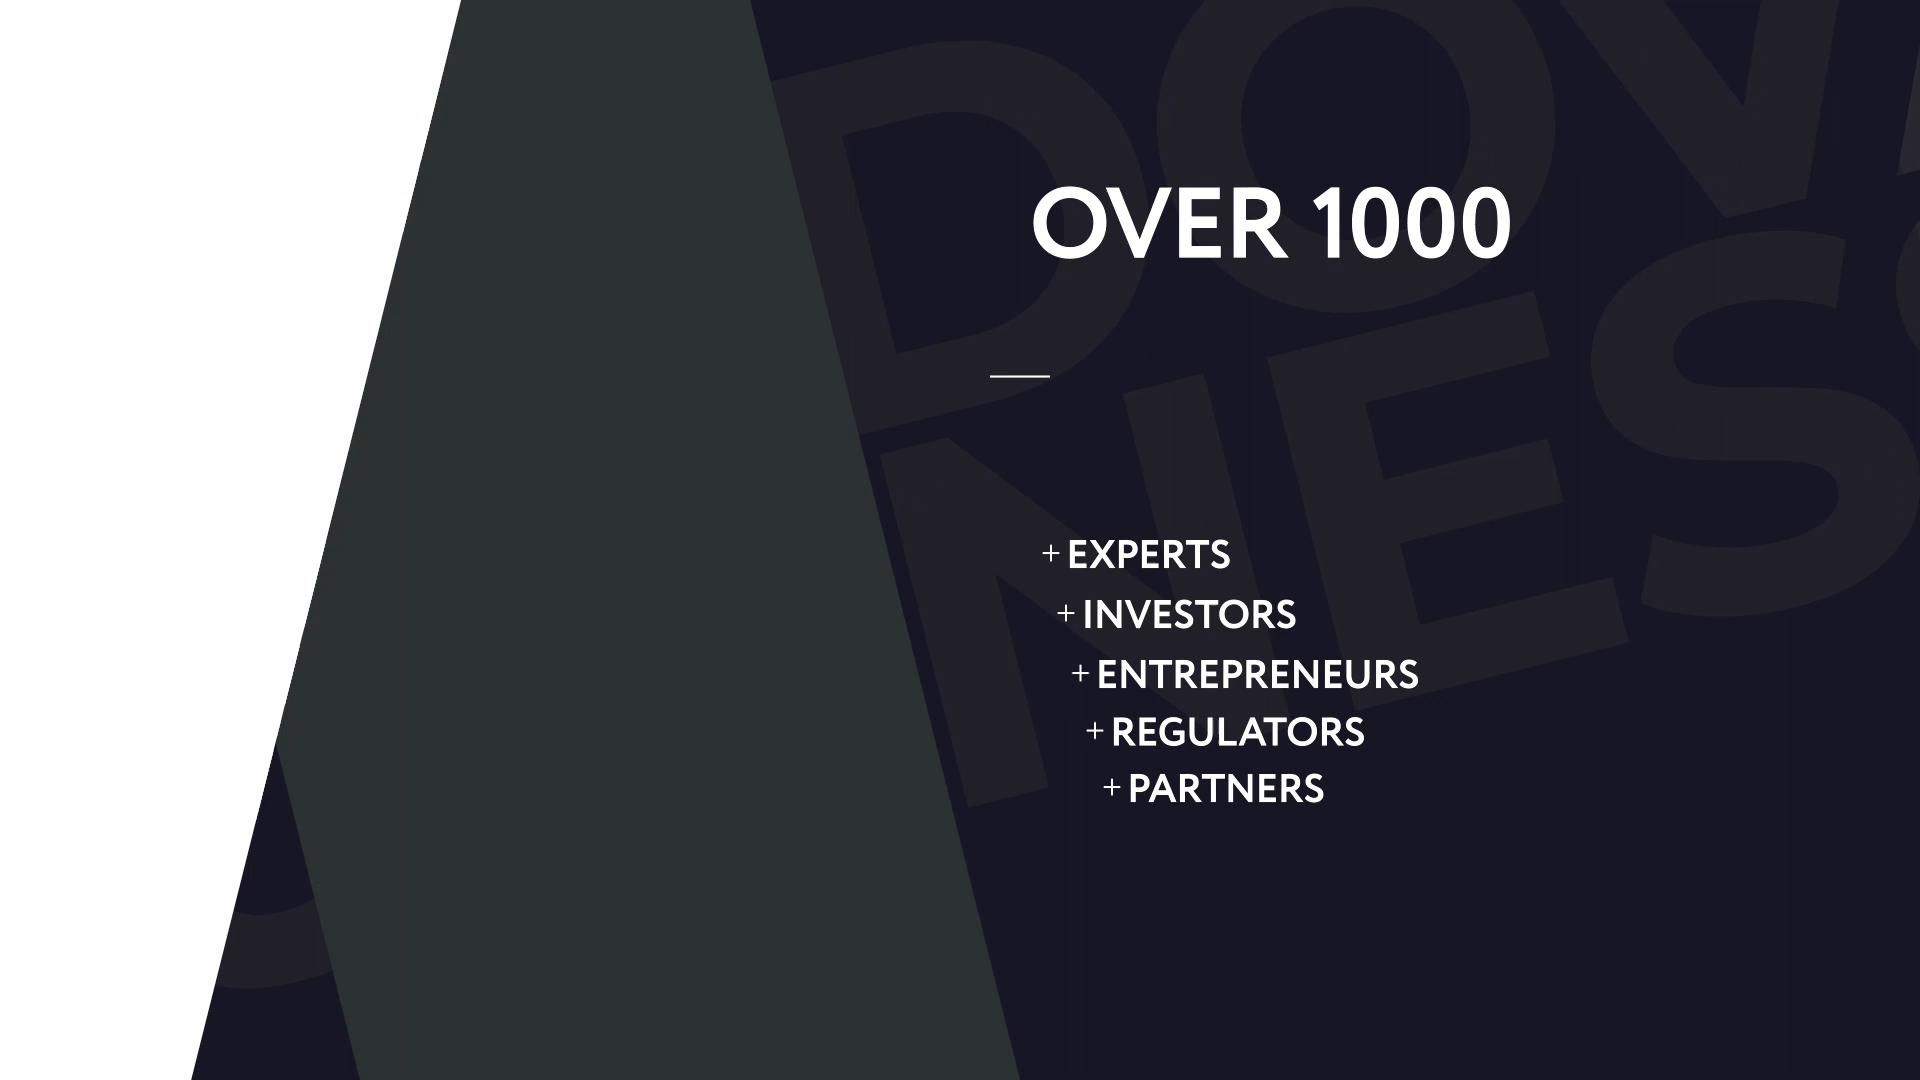 OVER 1000
+ EXPERTS
+ INVESTORS
+ ENTREPRENEURS
+ REGULATORS
+ PARTNERS